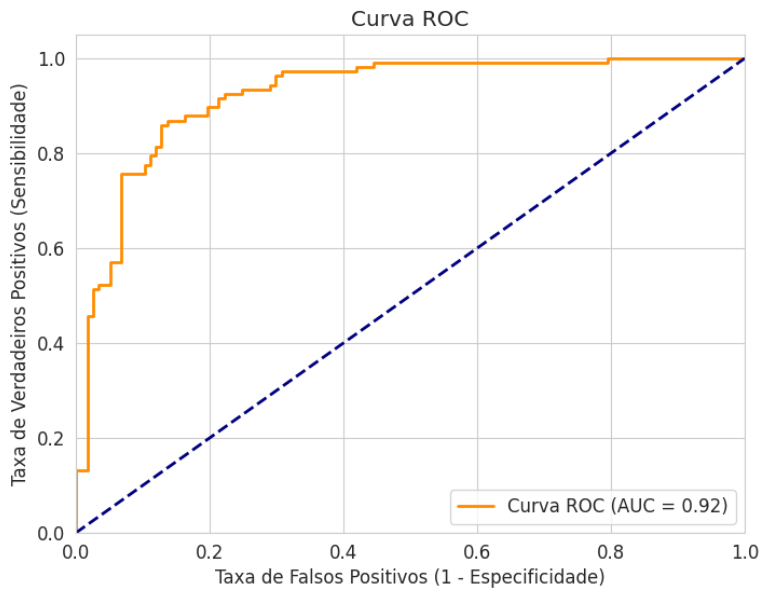 Curva ROC
Taxa de Verdadeiros Positivos (Sensibilidade)
1.0
0.8
0.6
0.4
0.2
0.0
Curva ROC (AUC = 0.92)
0.0 0.2 0.4 0.6 0.8 1.0
Taxa de Falsos Positivos (1 - Especificidade)